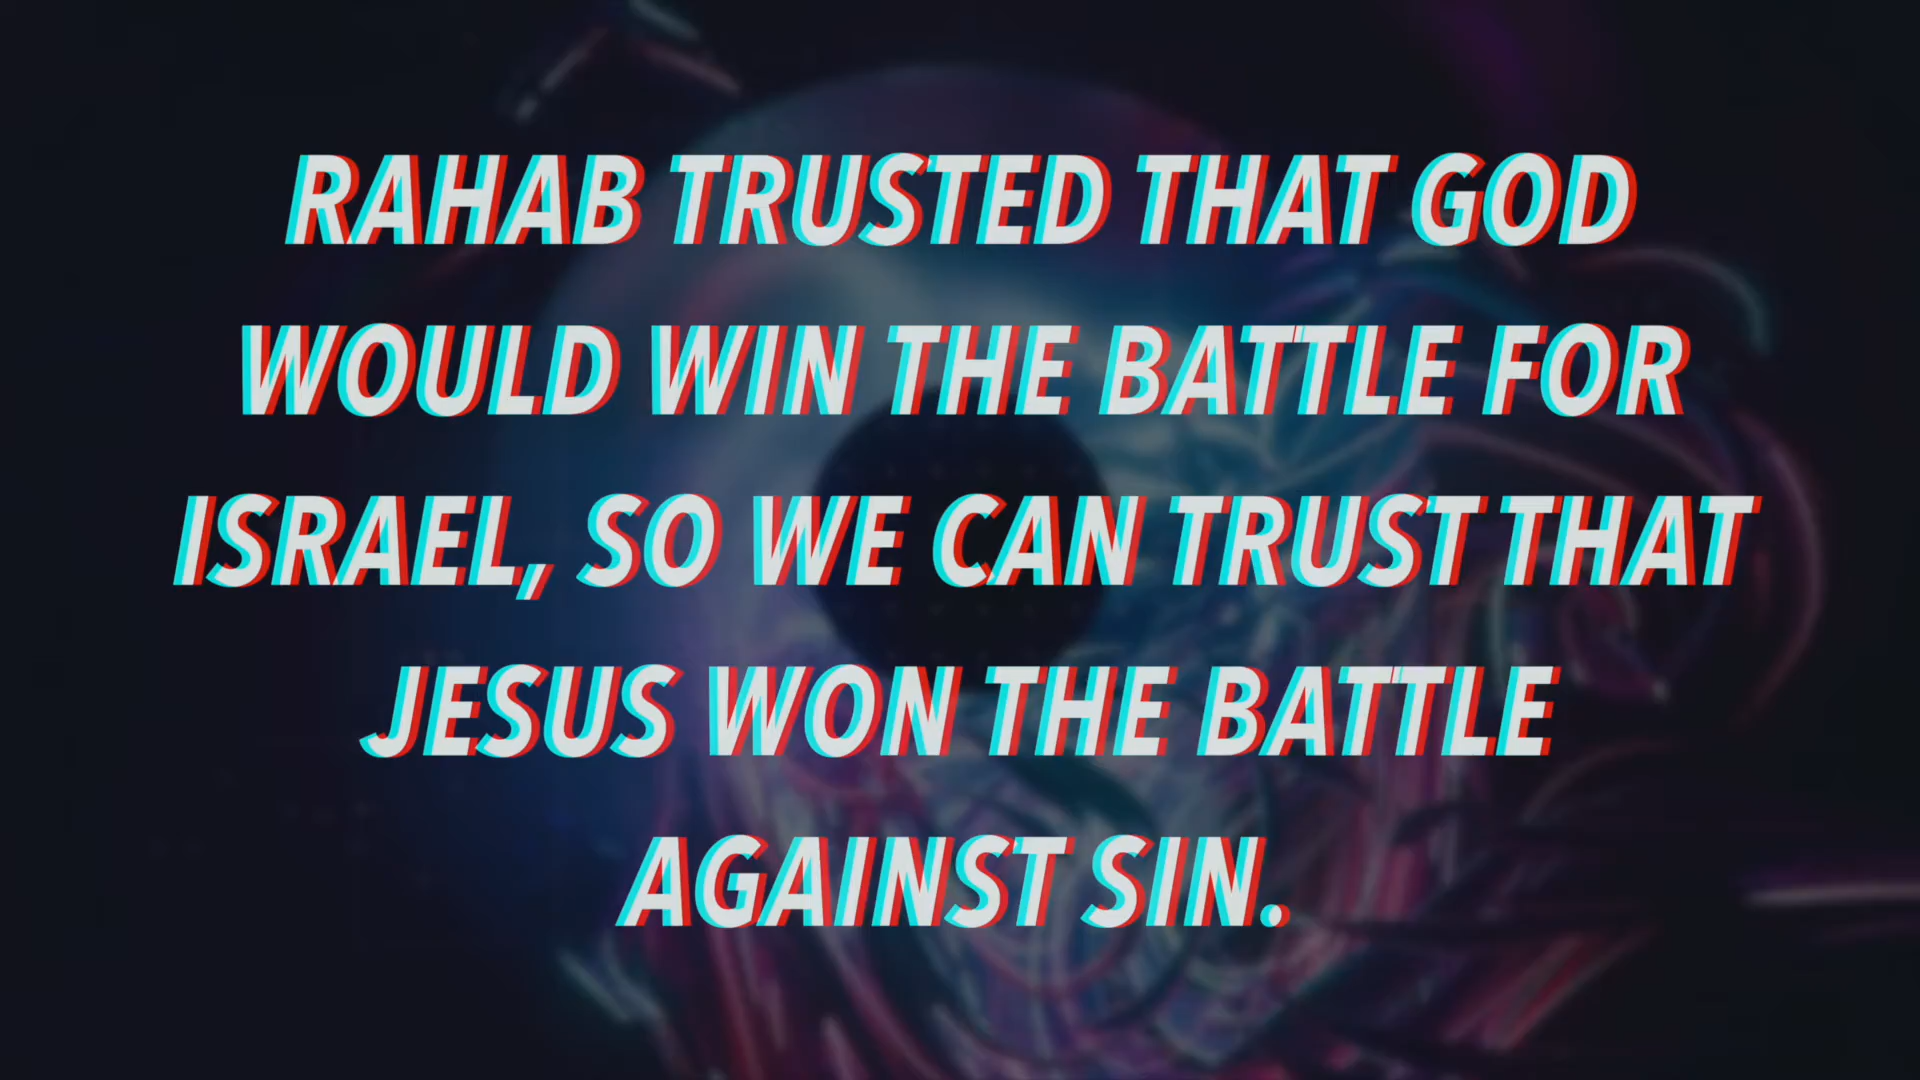 RAHAB TRUSTED THAT GOD
WOULD WIN THE BATTLE FOR
ISRAEL, SO WE CAN TRUST THAT
JESUS WON THE BATTLE
AGAINST SIN.